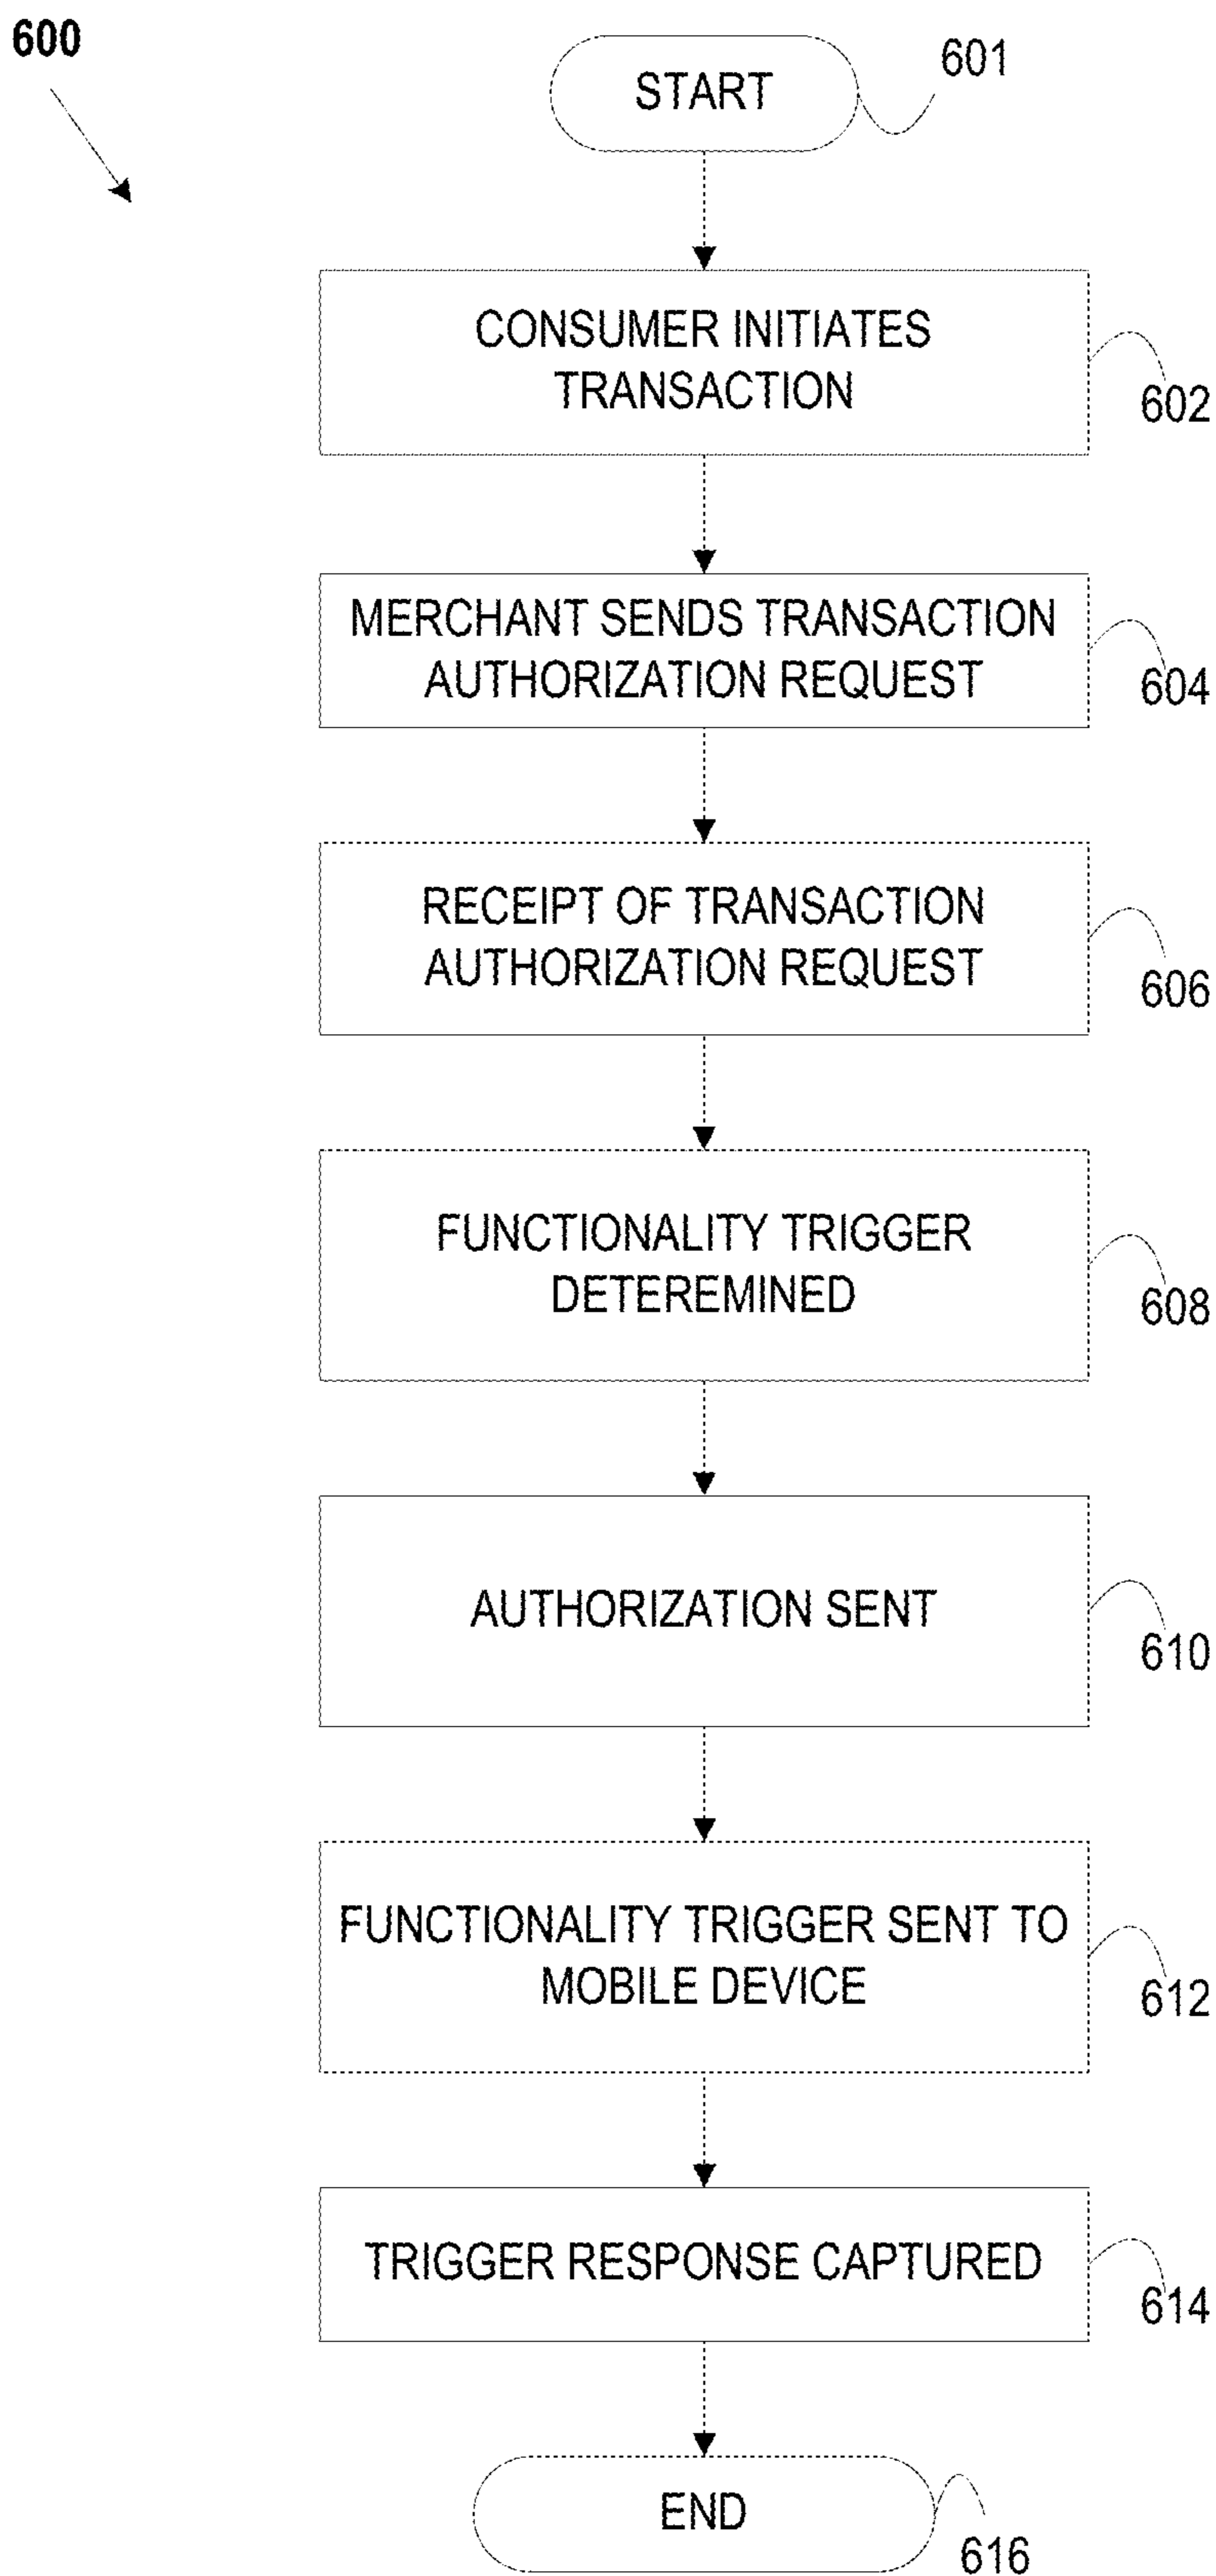 600
START
601
CONSUMER INITIATES
TRANSACTION
602
MERCHANT SENDS TRANSACTION
AUTHORIZATION REQUEST
604
RECEIPT OF TRANSACTION
AUTHORIZATION REQUEST
606
FUNCTIONALITY TRIGGER
DETEREMINED
608
AUTHORIZATION SENT
610
FUNCTIONALITY TRIGGER SENT TO
MOBILE DEVICE
612
TRIGGER RESPONSE CAPTURED
614
END
616